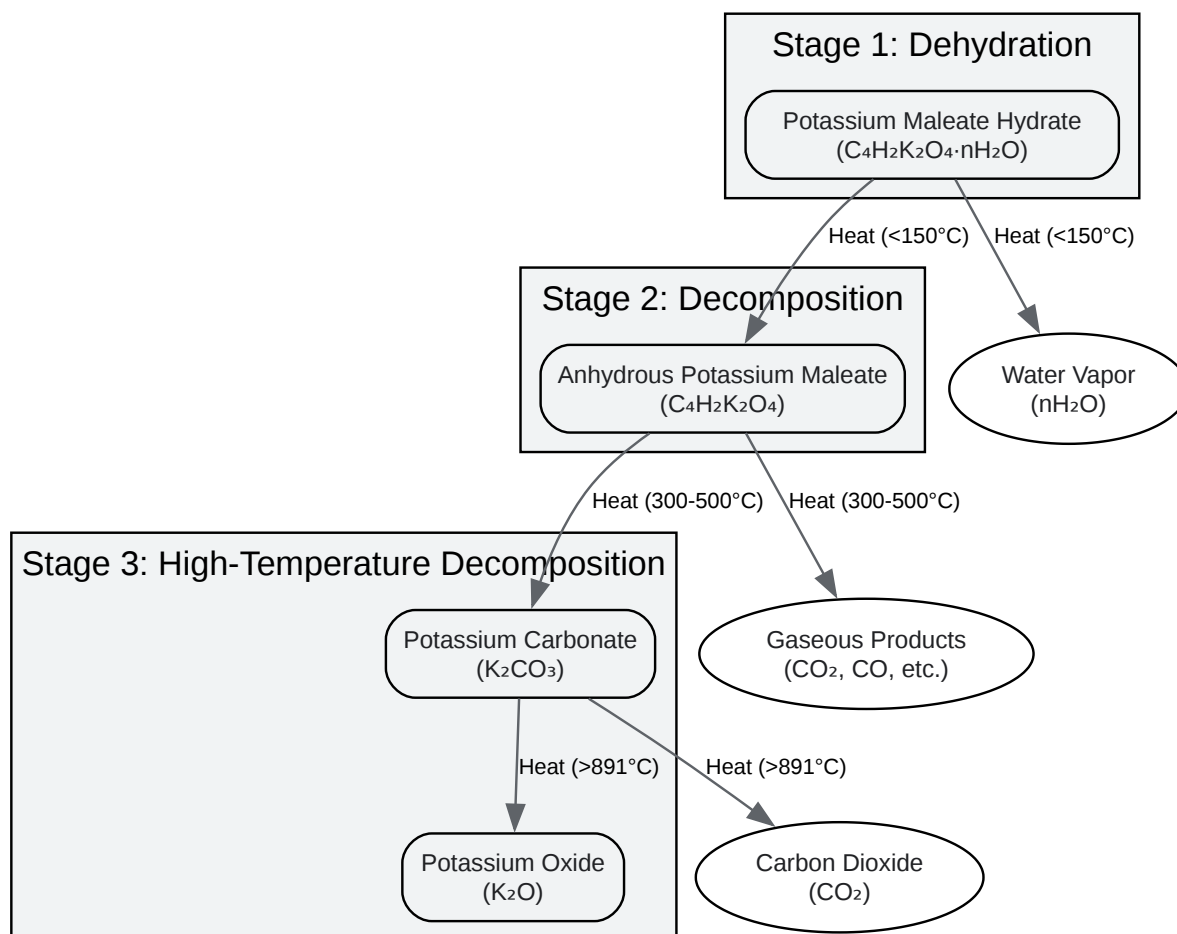 Stage 1: Dehydration
Potassium Maleate Hydrate
(C₄H₂K₂O₄·nH₂O)
Heat (<150°C)
Heat (<150°C)
Stage 2: Decomposition
Anhydrous Potassium Maleate
(C₄H₂K₂O₄)
Water Vapor
(nH₂O)
Heat (300-500°C)
Heat (300-500°C)
Stage 3: High-Temperature Decomposition
Potassium Carbonate
(K₂CO₃)
Gaseous Products
(CO₂, CO, etc.)
Heat (>891°C)
Heat (>891°C)
Potassium Oxide
(K₂O)
Carbon Dioxide
(CO₂)